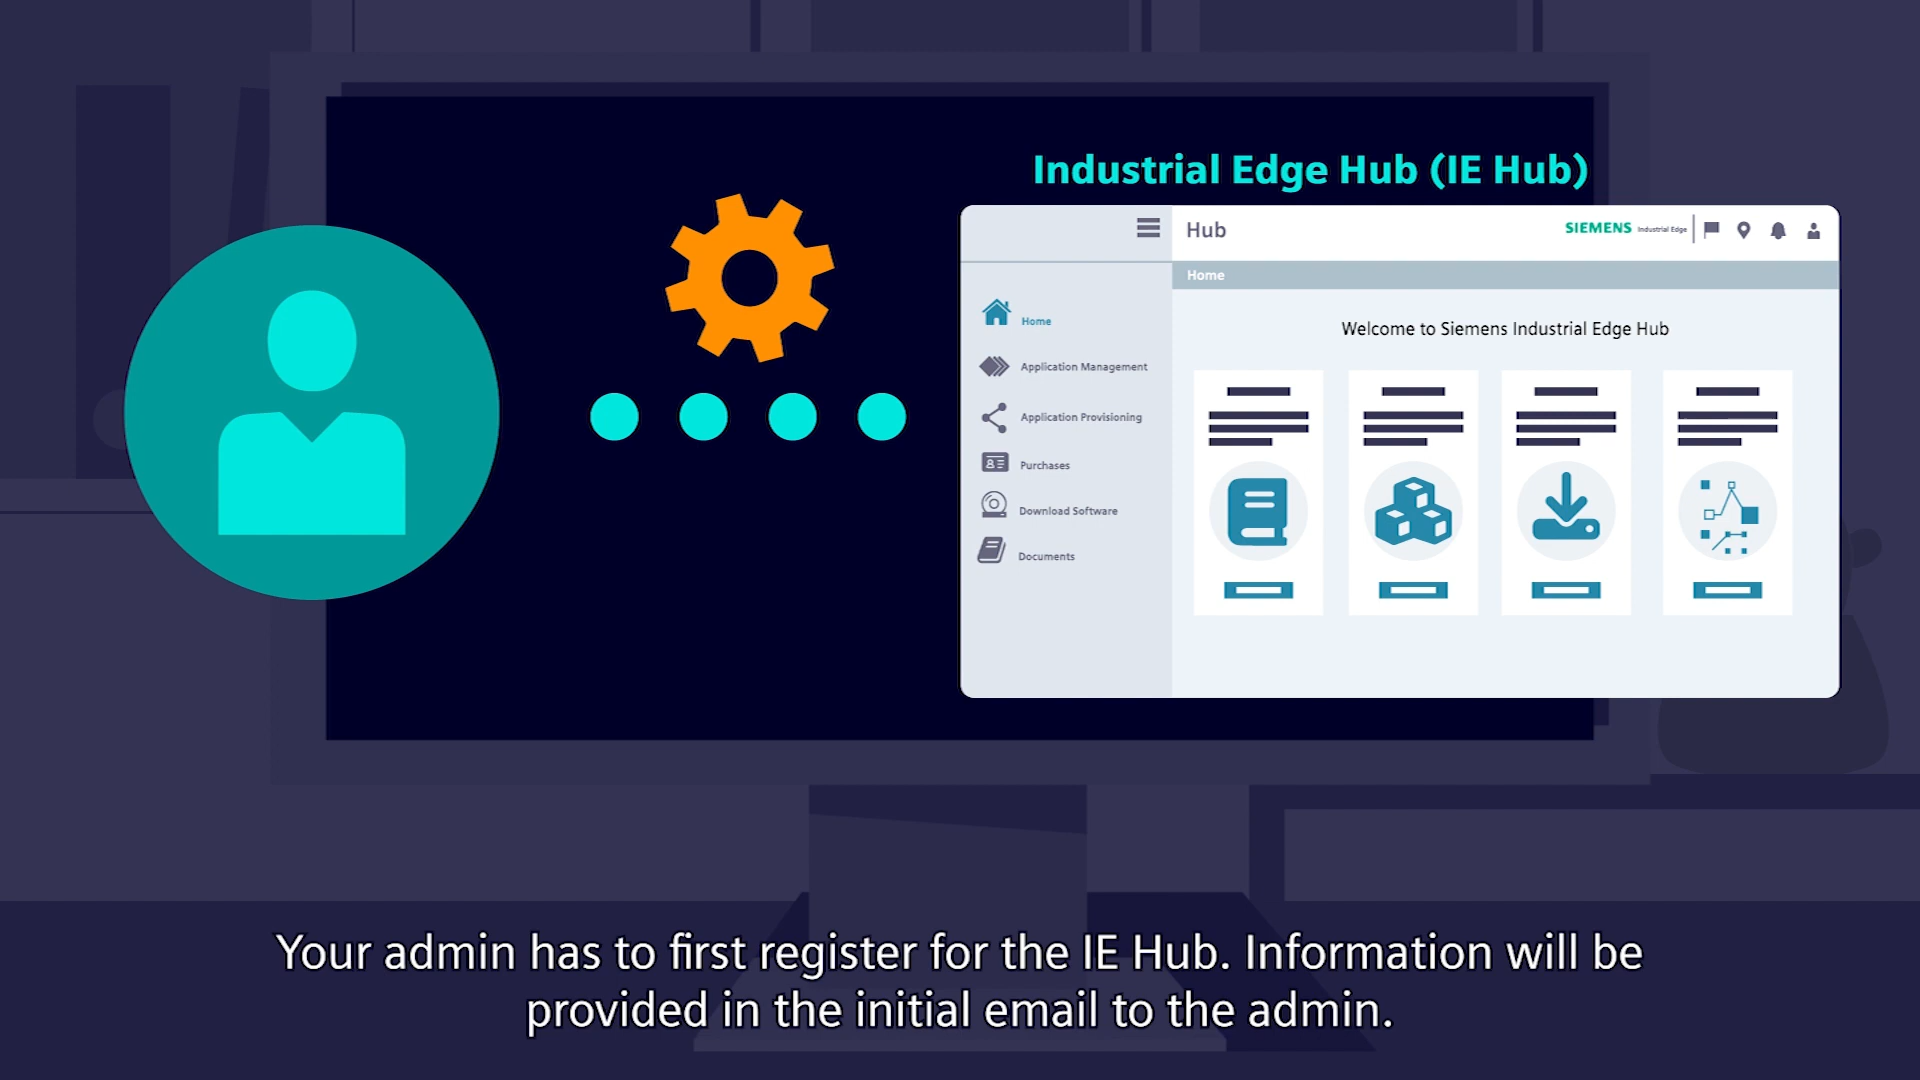 Industrial Edge Hub (IE Hub)
Hub
SIEMENS Industrial Edge
Home
Home
Application Management
Application Provisioning
Purchases
Download Software
Documents
Welcome to Siemens Industrial Edge Hub
Your admin has to first register for the IE Hub. Information will be
provided in the initial email to the admin.